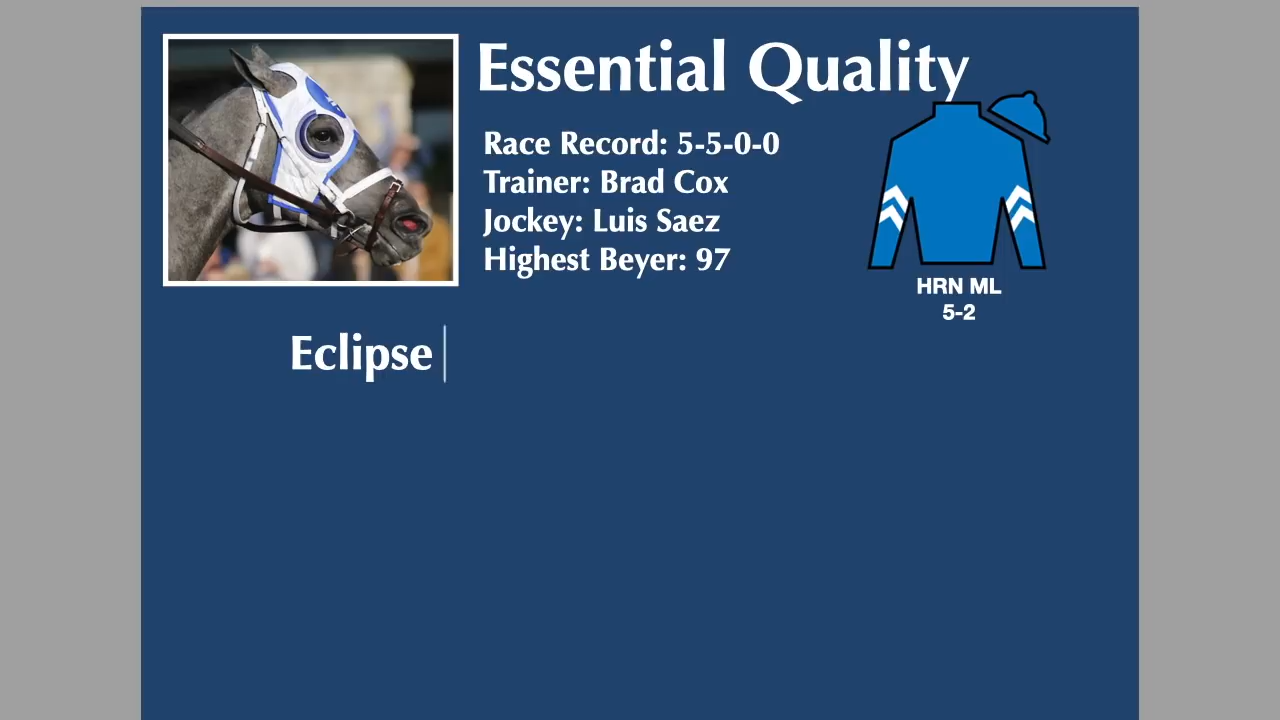 Essential Quality
Race Record: 5-5-0-0
Trainer: Brad Cox
Jockey: Luis Saez
Highest Beyer: 97
HRN ML
5-2
Eclipse